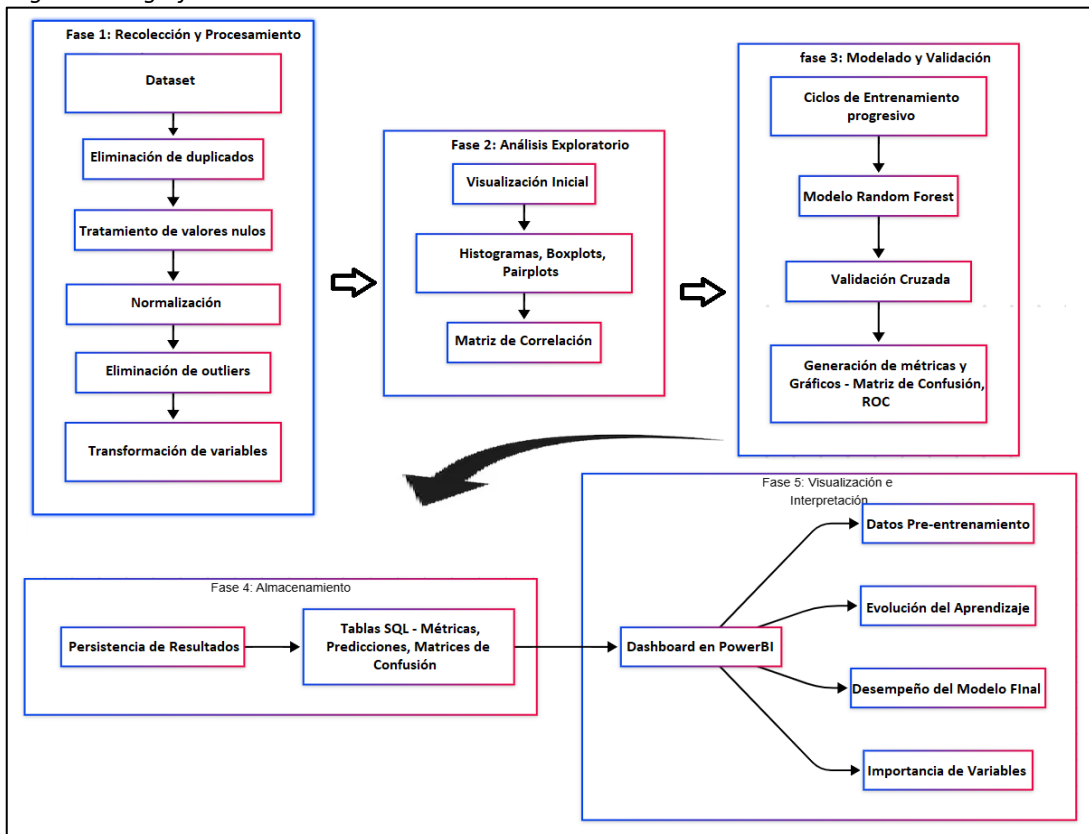 Fase 1: Recolección y Procesamiento
Dataset
Eliminación de duplicados
Tratamiento de valores nulos
Normalización
Eliminación de outliers
Transformación de variables
Fase 2: Análisis Exploratorio
Visualización Inicial
Histogramas, Boxplots,
Pairplots
Matriz de Correlación
fase 3: Modelado y Validación
Ciclos de Entrenamiento
progresivo
Modelo Random Forest
Validación Cruzada
Generación de métricas y
Gráficos - Matriz de Confusión,
ROC
Fase 4: Almacenamiento
Persistencia de Resultados
Tablas SQL - Métricas,
Predicciones, Matrices de
Confusión
Fase 5: Visualización e
Interpretación
Dashboard en PowerBI
Datos Pre-entrenamiento
Evolución del Aprendizaje
Desempeño del Modelo FInal
Importancia de Variables